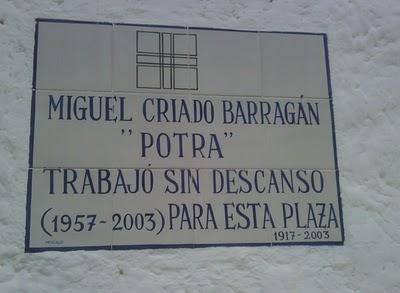 MIGUEL CRIADO BARRAGÁN
"POTRA"
TRABAJÓ SIN DESCANSO
(1957-2003) PARA ESTA PLAZA
1917-2003